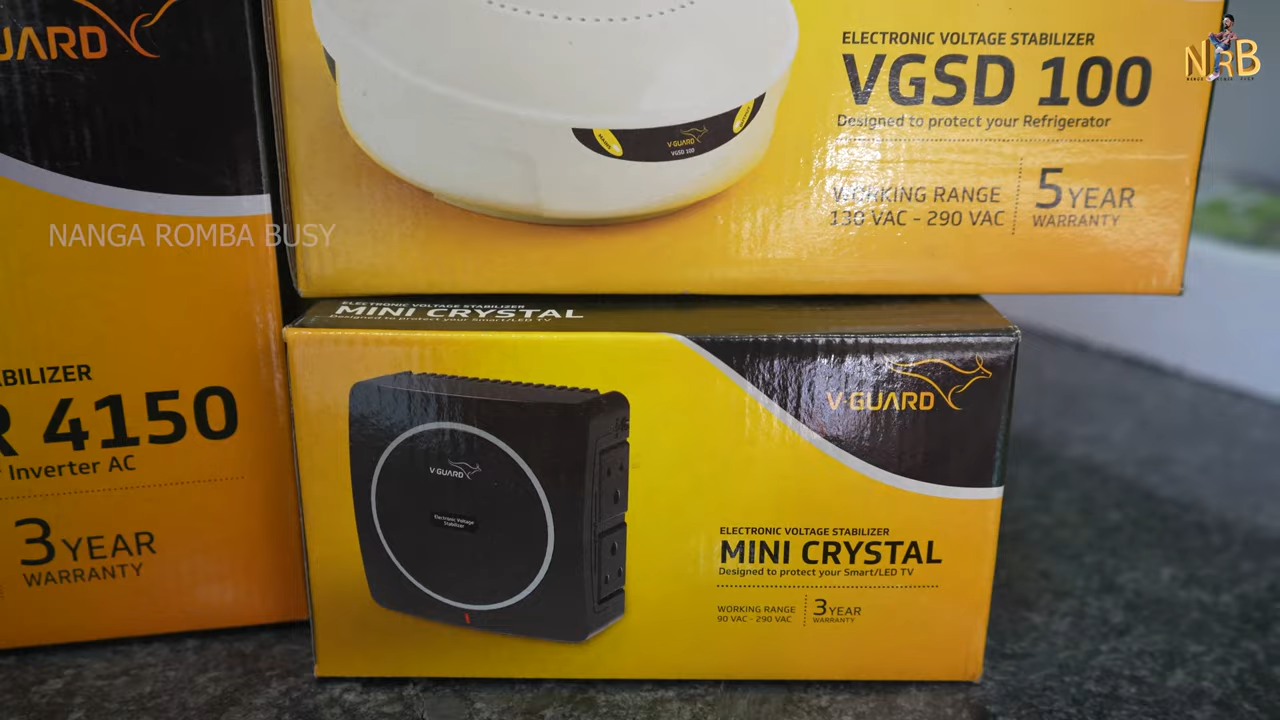 UARD
NANGA ROMBA BUSY
ABILIZER
R 4150
Inverter AC
3 YEAR
WARRANTY
V-GUARD
VGSD 100
ELECTRONIC VOLTAGE STABILIZER
VGSD 100
Designed to protect your Refrigerator
WORKING RANGE
130 VAC - 290 VAC
5 YEAR
WARRANTY
NRB
ELECTRONIC VOLTAGE STABILIZER
MINI CRYSTAL
Designed to protect your Smart/LED TV
V-GUARD
Electronic Voltage
Stabilizer
V-GUARD
ELECTRONIC VOLTAGE STABILIZER
MINI CRYSTAL
Designed to protect your Smart/LED TV
WORKING RANGE
90 VAC - 290 VAC
3 YEAR
WARRANTY